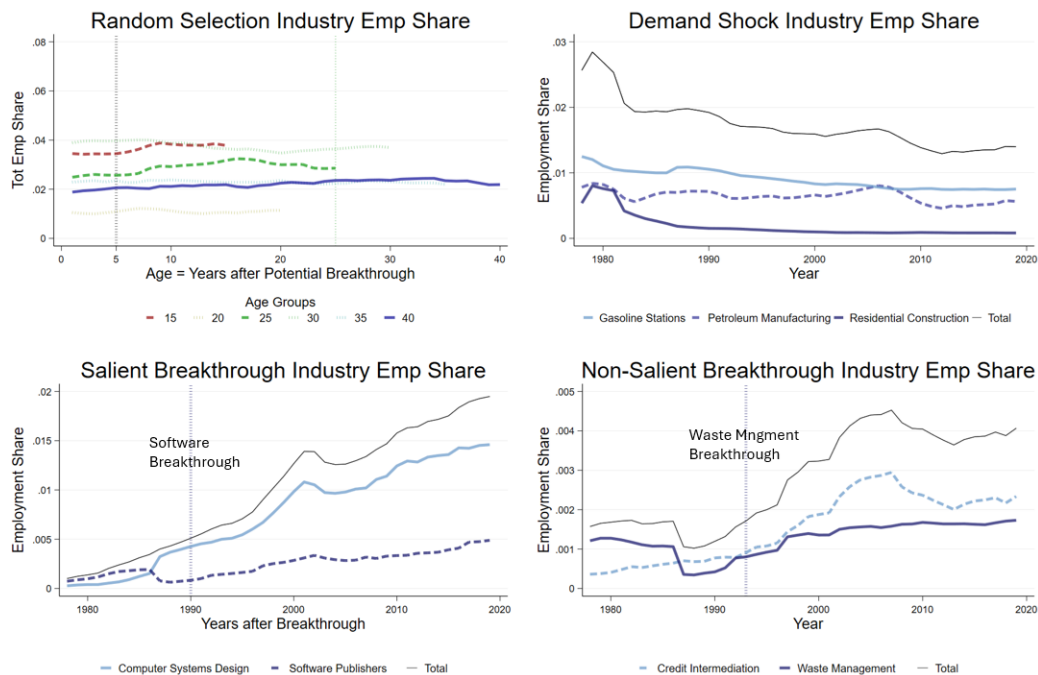 Random Selection Industry Emp Share
Tot Emp Share
.08
.06
.04
.02
0
0 5 10 20 30 40
Age = Years after Potential Breakthrough
Age Groups
15 20 25 30 35 40
Demand Shock Industry Emp Share
Employment Share
.03
.02
.01
0
1980 1990 2000 2010 2020
Year
Gasoline Stations Petroleum Manufacturing Residential Construction Total
Salient Breakthrough Industry Emp Share
Employment Share
.02
.015
.01
.005
0
Software
Breakthrough
1980 1990 2000 2010 2020
Years after Breakthrough
Computer Systems Design Software Publishers Total
Non-Salient Breakthrough Industry Emp Share
Employment Share
.005
.004
.003
.002
.001
0
Waste Mngment
Breakthrough
1980 1990 2000 2010 2020
Year
Credit Intermediation Waste Management Total